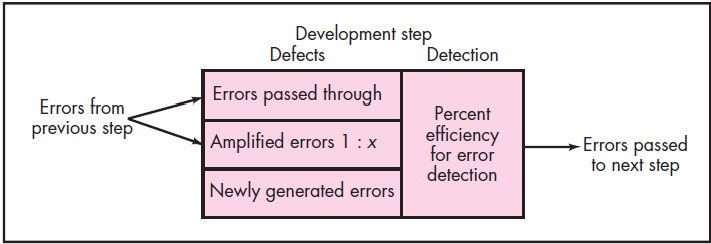 Development step
Defects
Detection
Errors from
previous step
Errors passed through
Amplified errors 1 : x
Newly generated errors
Percent
efficiency
for error
detection
Errors passed
to next step